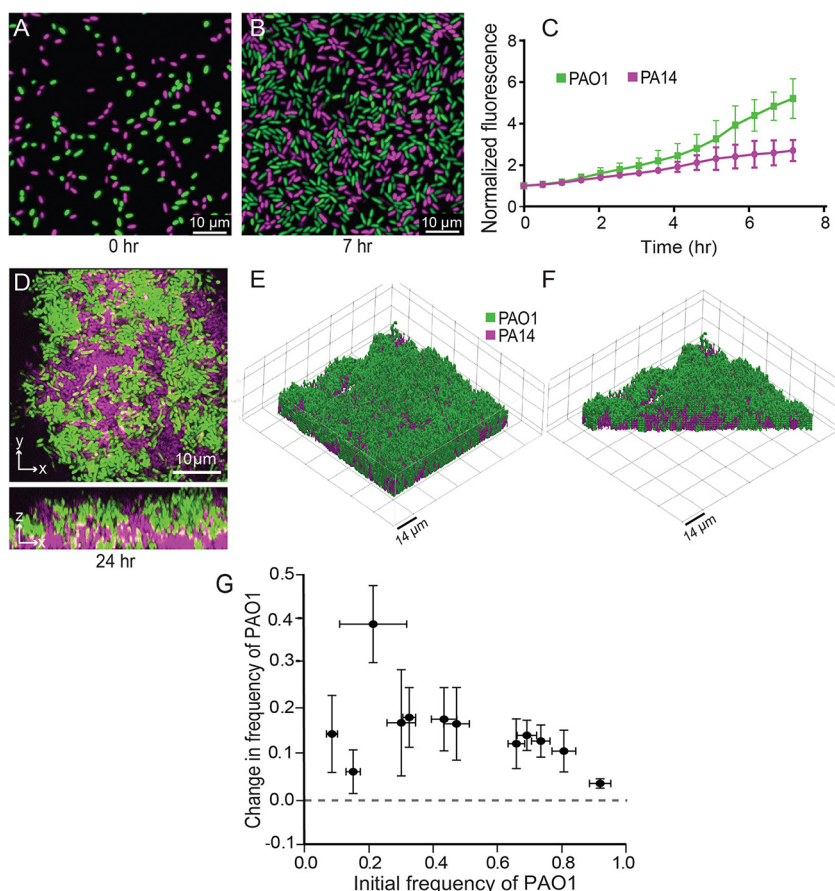 A
10 µm
0 hr
B
10 µm
7 hr
C
Normalized fluorescence
8
6
4
2
0
PAO1
PA14
0
2
4
6
8
Time (hr)
D
y
x
10µm
z
x
24 hr
E
PAO1
PA14
14 µm
F
14 µm
G
Change in frequency of PAO1
0.5
0.4
0.3
0.2
0.1
0.0
-0.1
0.0
0.2
0.4
0.6
0.8
1.0
Initial frequency of PAO1